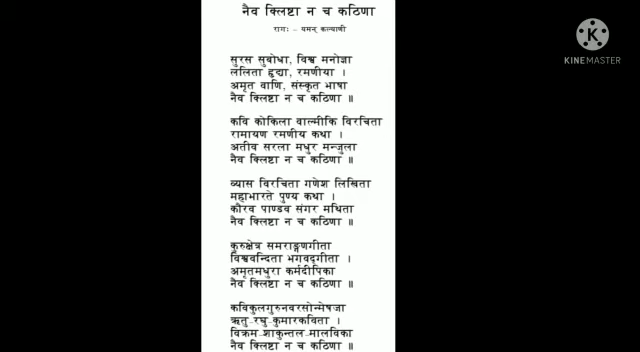 नैव क्लिष्टा न च कठिणा
रागः – यमन् कल्याणी
सुरस सुबोधा, विश्व मनोज्ञा
ललिता हृद्या, रमणीया ।
अमृत वाणि, संस्कृत भाषा
नैव क्लिष्टा न च कठिणा ॥
कवि कोकिला वाल्मीकि विरचिता
रामायण रमणीय कथा ।
अतीव सरला मधुर मन्जुला
नैव क्लिष्टा न च कठिणा ॥
व्यास विरचिता गणेश लिखिता
महाभारते पुण्य कथा ।
कौरव पाण्डव संगर मथिता
नैव क्लिष्टा न च कठिणा ॥
कुरुक्षेत्र समराङ्गणगीता
विश्ववन्दिता भगवद्गीता ।
अमृतमधुरा कर्मदीपिका
नैव क्लिष्टा न च कठिणा ॥
कविकुलगुरुनवरसोन्मेषजा
ऋतु-रघु-कुमारकविता ।
विक्रम-शाकुन्तल-मालविका
नैव क्लिष्टा न च कठिणा ॥
KINEMASTER